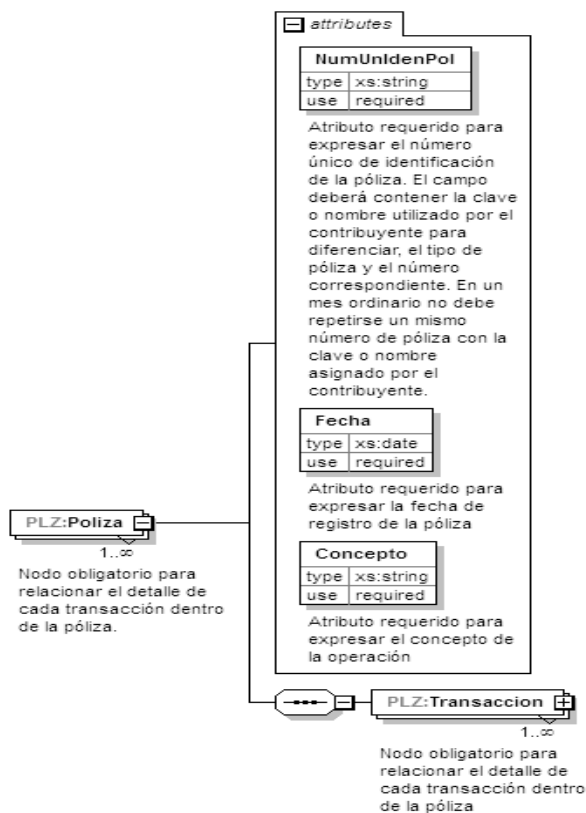 attributes
NumUnIdenPol
type xs:string
use required
Atributo requerido para
expresar el número
único de identificación
de la póliza. El campo
deberá contener la clave
o nombre utilizado por el
contribuyente para
diferenciar, el tipo de
póliza y el número
correspondiente. En un
mes ordinario no debe
repetirse un mismo
número de póliza con la
clave o nombre
asignado por el
contribuyente.
Fecha
type xs:date
use required
Atributo requerido para
expresar la fecha de
registro de la póliza
PLZ:Poliza
1..∞
Nodo obligatorio para
relacionar el detalle de
cada transacción dentro
de la póliza.
Concepto
type xs:string
use required
Atributo requerido para
expresar el concepto de
la operación
PLZ:Transaccion
1..∞
Nodo obligatorio para
relacionar el detalle de
cada transacción dentro
de la póliza